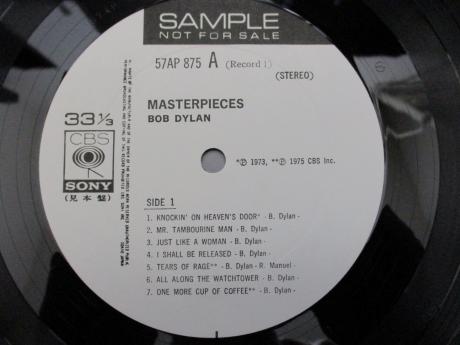 SAMPLE
NOT FOR SALE
57AP 875 A (Record 1)
(STEREO)
MASTERPIECES
BOB DYLAN
33 1/3
CBS
SONY
(見本盤)
*Ⓟ 1973, **Ⓟ 1975 CBS Inc.
SIDE 1
1. KNOCKIN' ON HEAVEN'S DOOR* - B. Dylan -
2. MR. TAMBOURINE MAN - B. Dylan -
3. JUST LIKE A WOMAN - B. Dylan -
4. I SHALL BE RELEASED - B. Dylan -
5. TEARS OF RAGE** - B. Dylan - R. Manuel -
6. ALL ALONG THE WATCHTOWER - B. Dylan -
7. ONE MORE CUP OF COFFEE** - B. Dylan -